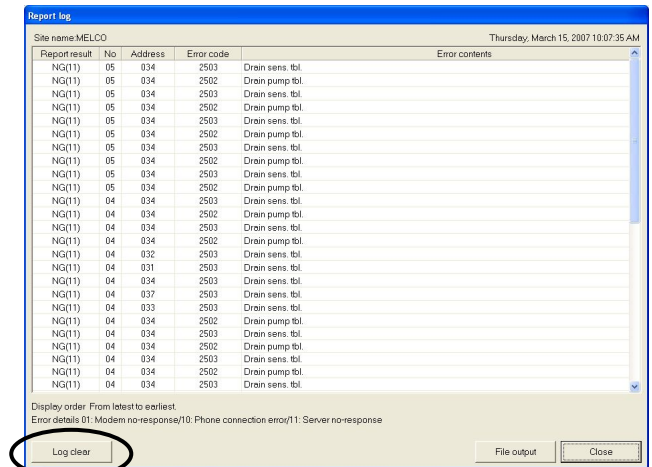 Report log
Site name:MELCO Thursday, March 15, 2007 10:07:35 AM
Report result No Address Error code Error contents
NG(11) 05 034 2503 Drain sens. tbl.
NG(11) 05 034 2502 Drain pump tbl.
NG(11) 05 034 2503 Drain sens. tbl.
NG(11) 05 034 2502 Drain pump tbl.
NG(11) 05 034 2503 Drain sens. tbl.
NG(11) 05 034 2502 Drain pump tbl.
NG(11) 05 034 2503 Drain sens. tbl.
NG(11) 05 034 2502 Drain pump tbl.
NG(11) 05 034 2503 Drain sens. tbl.
NG(11) 05 034 2502 Drain pump tbl.
NG(11) 04 034 2503 Drain sens. tbl.
NG(11) 04 034 2502 Drain pump tbl.
NG(11) 04 034 2503 Drain sens. tbl.
NG(11) 04 034 2502 Drain pump tbl.
NG(11) 04 032 2503 Drain sens. tbl.
NG(11) 04 031 2503 Drain sens. tbl.
NG(11) 04 034 2503 Drain sens. tbl.
NG(11) 04 037 2503 Drain sens. tbl.
NG(11) 04 033 2503 Drain sens. tbl.
NG(11) 04 034 2502 Drain pump tbl.
NG(11) 04 034 2502 Drain pump tbl.
NG(11) 04 034 2503 Drain sens. tbl.
NG(11) 04 034 2502 Drain pump tbl.
NG(11) 04 034 2503 Drain sens. tbl.
Display order From latest to earliest.
Error details 01: Modem no-response/10: Phone connection error/11: Server no-response
Log clear File output Close